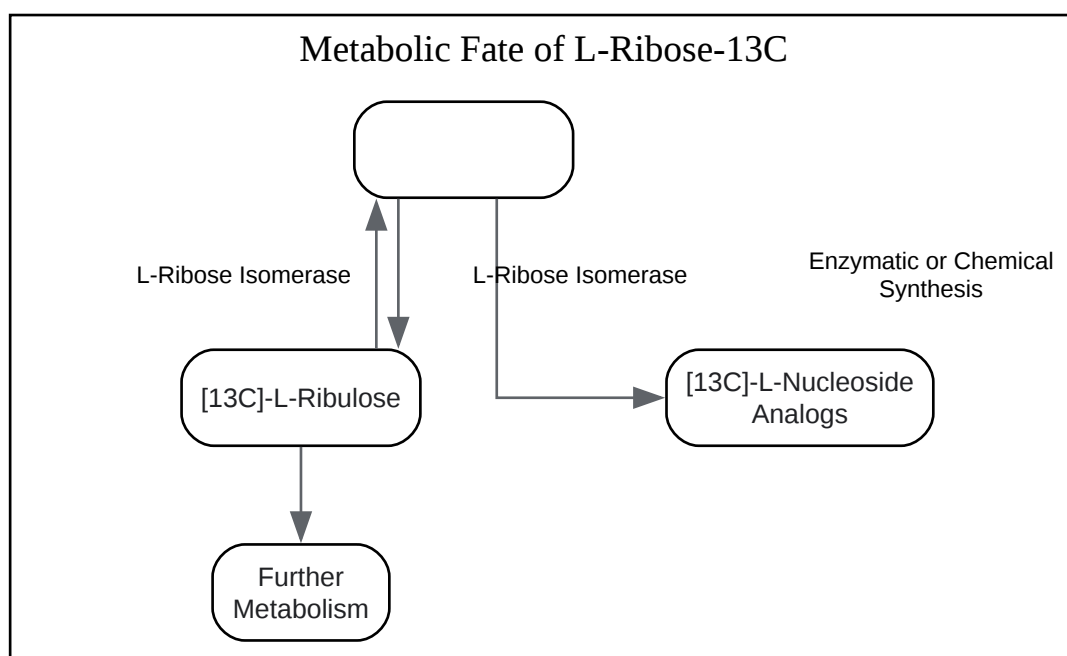 Metabolic Fate of L-Ribose-13C
L-Ribose Isomerase
L-Ribose Isomerase
Enzymatic or Chemical
Synthesis
[13C]-L-Ribulose
[13C]-L-Nucleoside
Analogs
Further
Metabolism